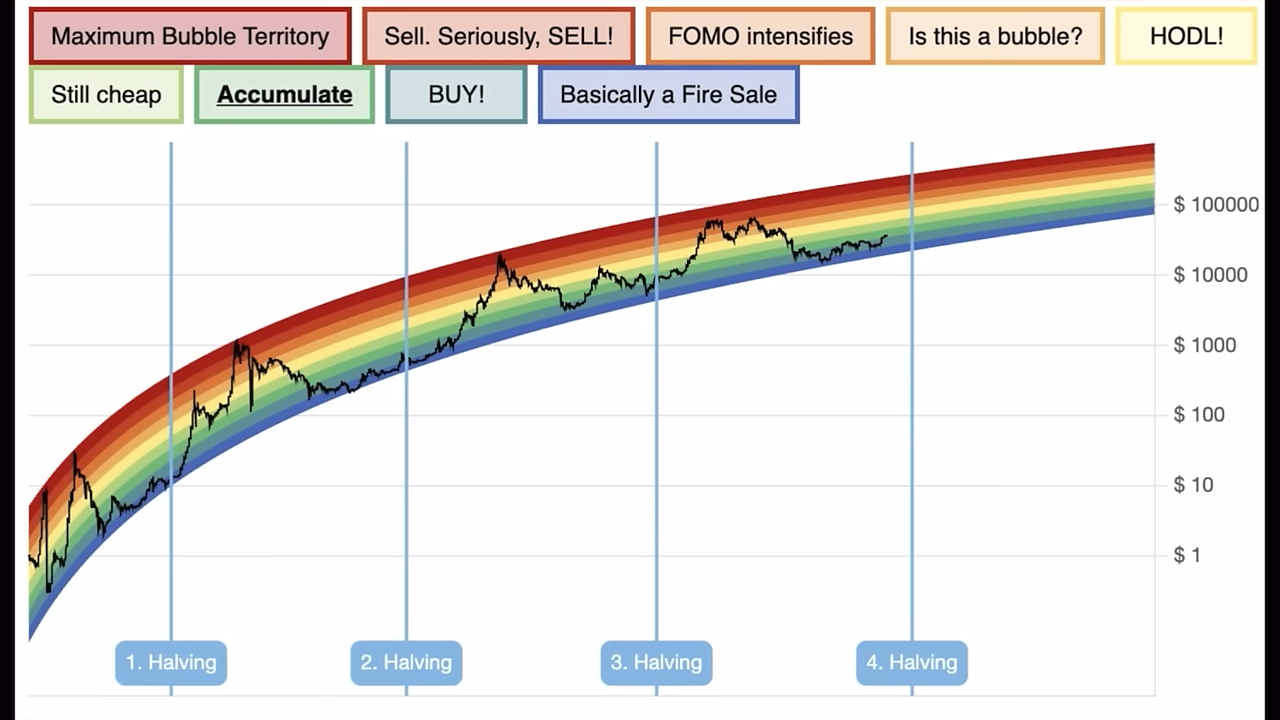 Maximum Bubble Territory Sell. Seriously, SELL! FOMO intensifies Is this a bubble? HODL!
Still cheap Accumulate BUY! Basically a Fire Sale
$ 100000
$ 10000
$ 1000
$ 100
$ 10
$ 1
1. Halving 2. Halving 3. Halving 4. Halving